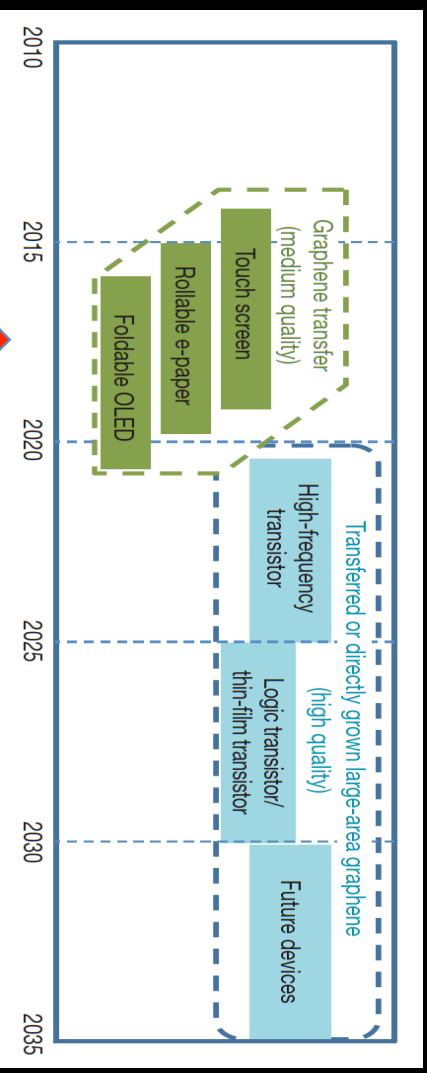 Graphene transfer
(medium quality)
Touch screen
Rollable e-paper
Foldable OLED
Transferred or directly grown large-area graphene
(high quality)
High-frequency
transistor
Logic transistor/
thin-film transistor
Future devices
2010
2015
2020
2025
2030
2035